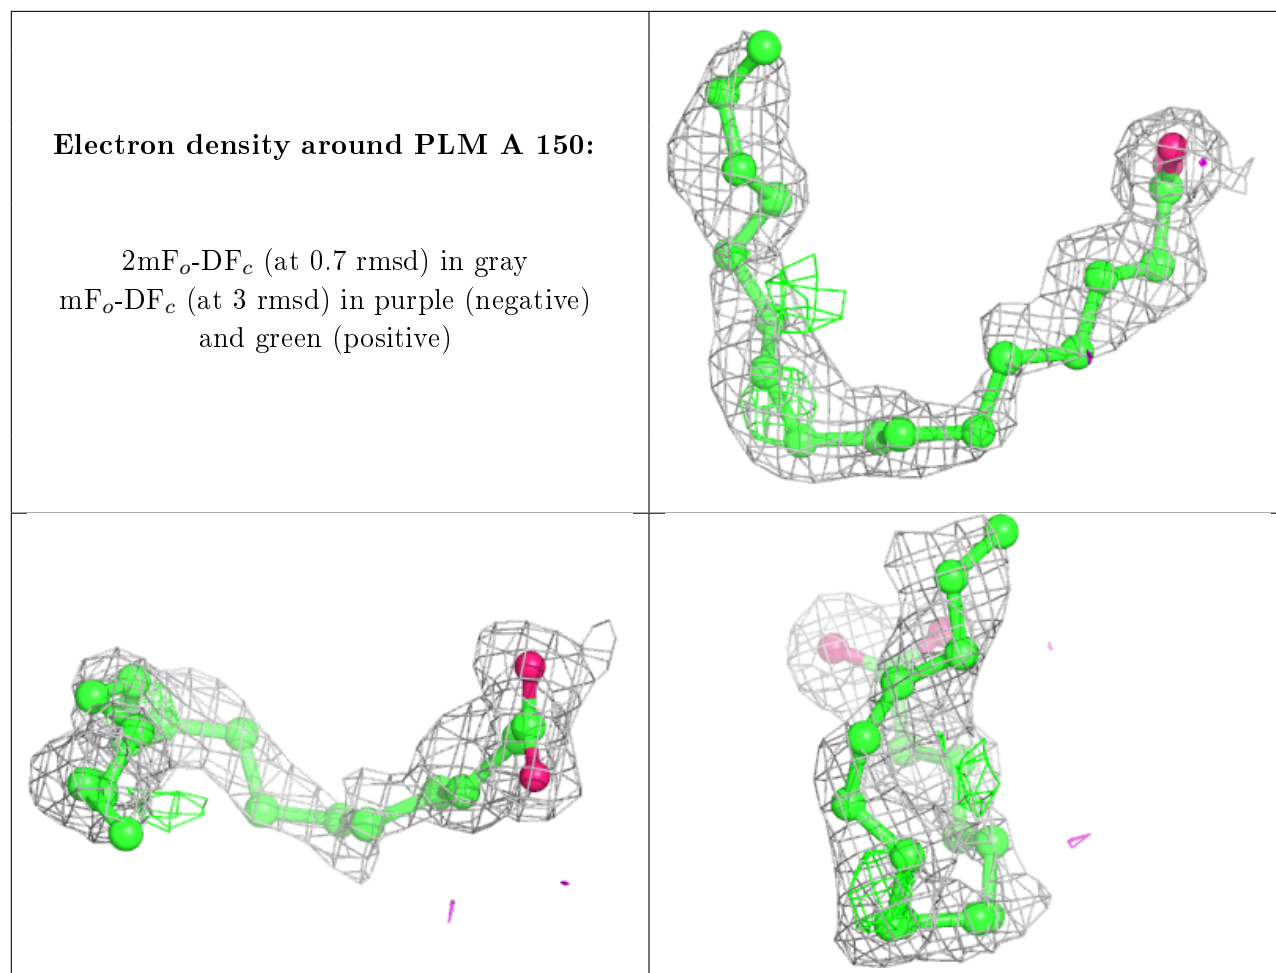 Electron density around PLM A 150:
2mFₒ-DF𝒸 (at 0.7 rmsd) in gray
mFₒ-DF𝒸 (at 3 rmsd) in purple (negative)
and green (positive)